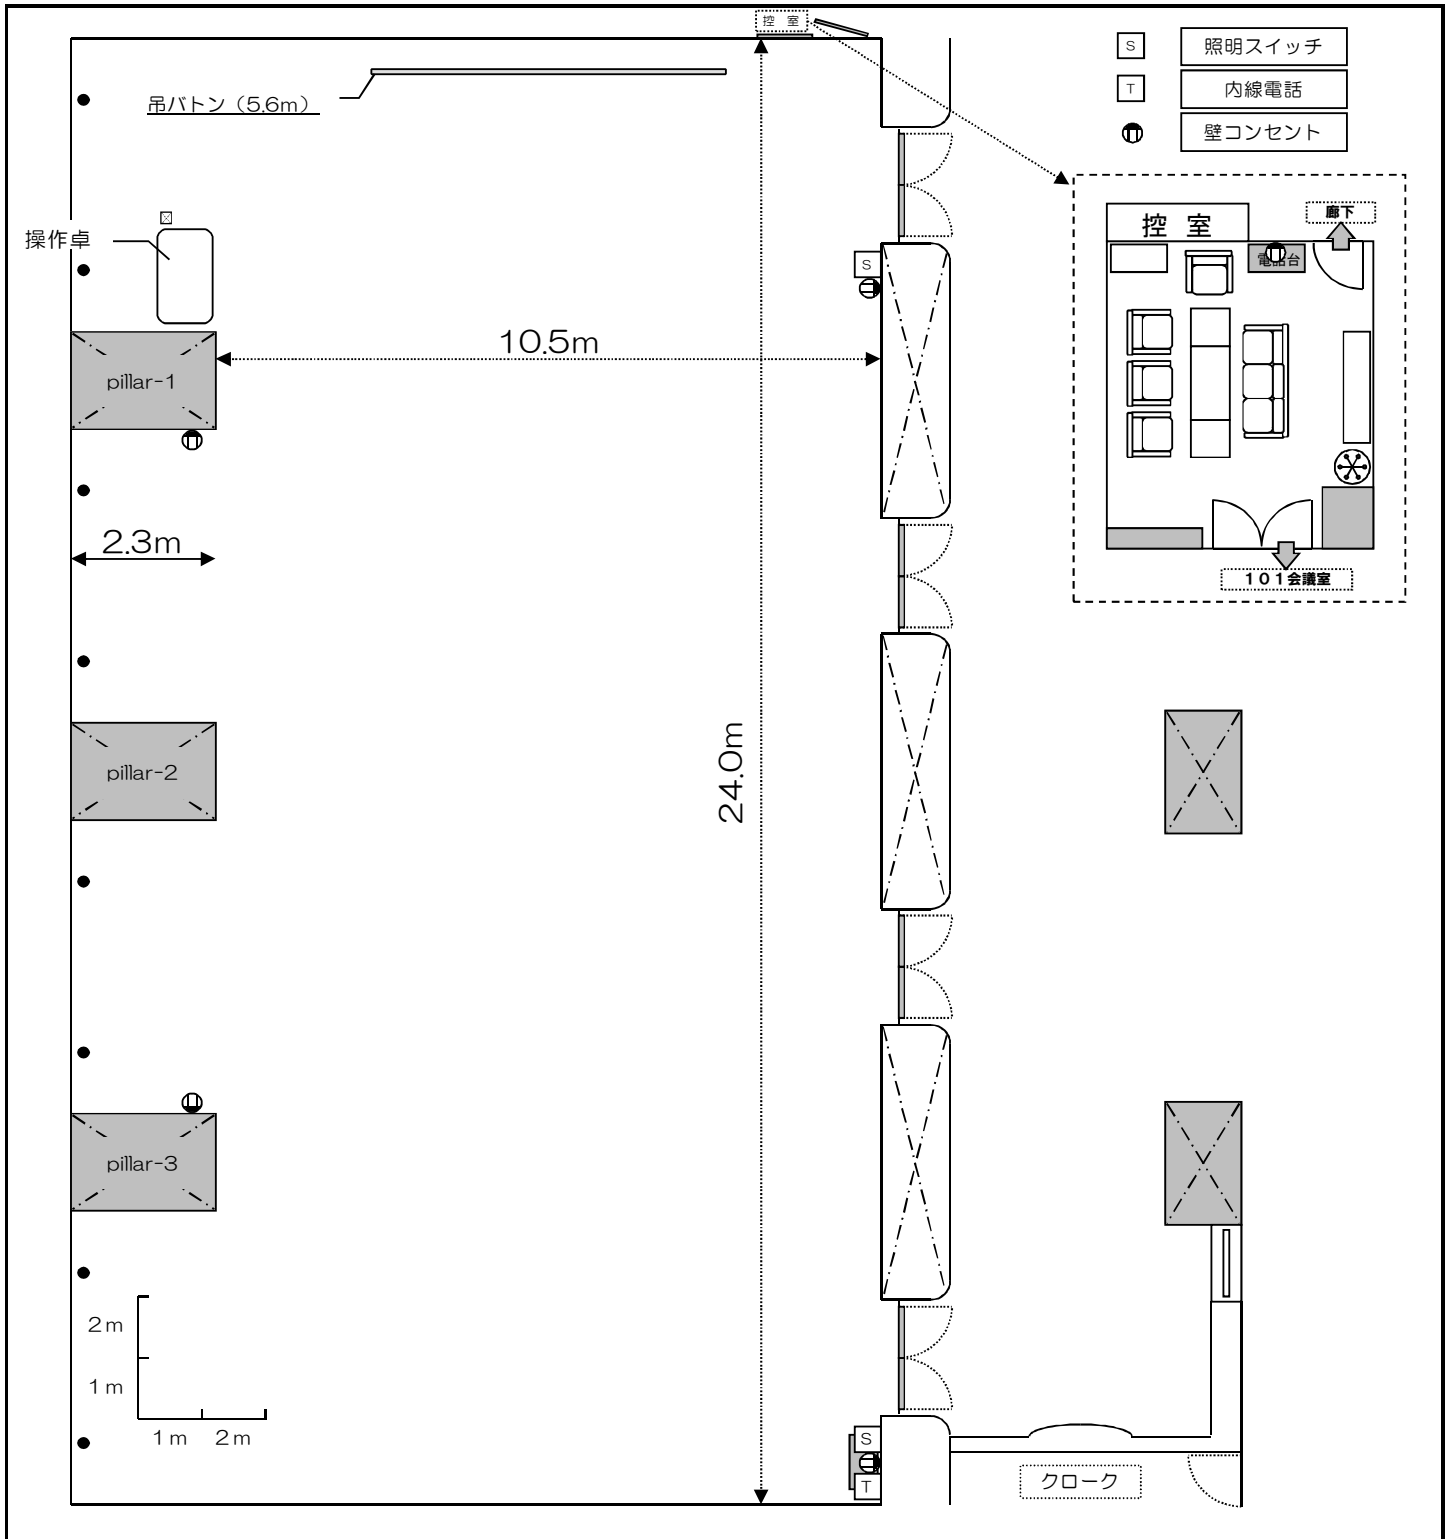 控　室
S
照明スイッチ
T
内線電話
壁コンセント
吊バトン（5.6m）
操作卓
控　室
廊下
電話台
101会議室
S
10.5m
pillar-1
2.3m
24.0m
pillar-2
pillar-3
2m
1m
1m
2m
S
T
クローク